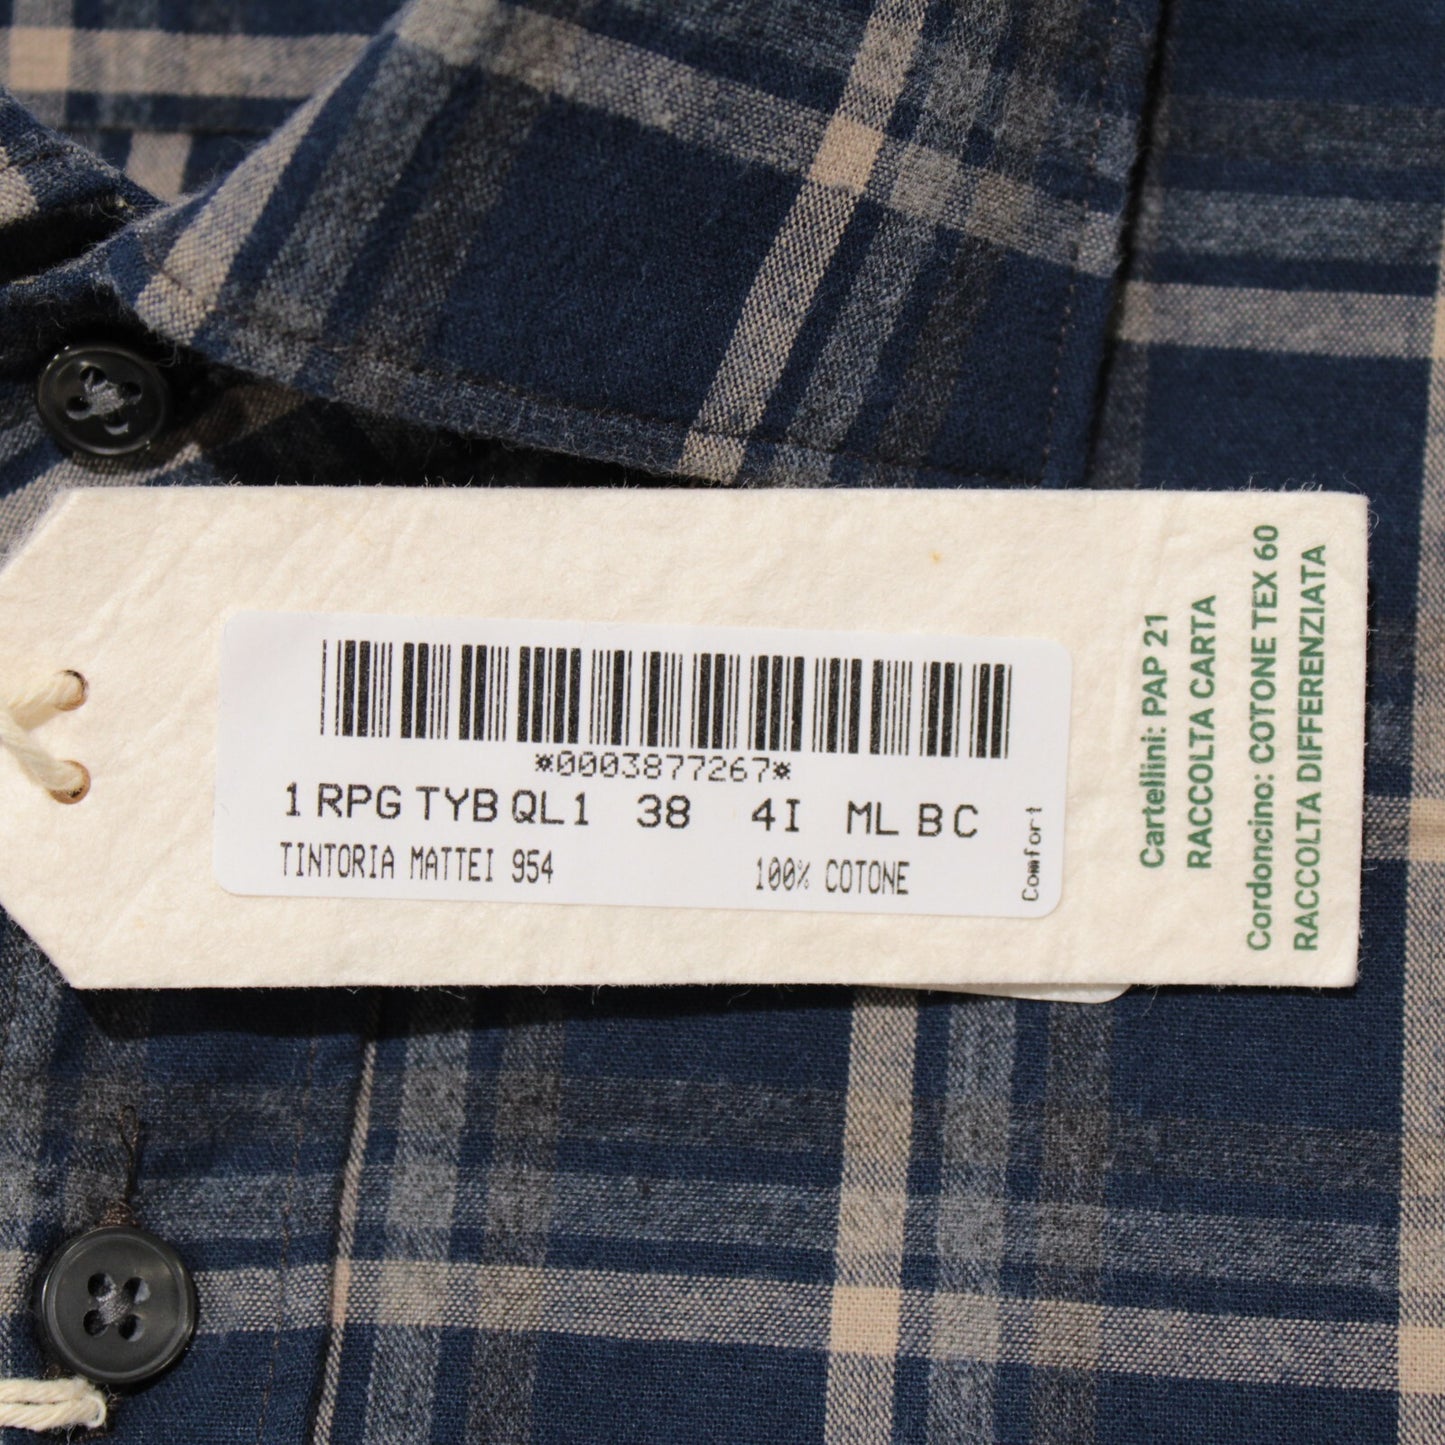 *0003877267*
1 RPG TYB QL1 38 4I ML B C
TINTORIA MATTEI 954 100% COTONE
Comfort
Cartellini: PAP 21
RACCOLTA CARTA
Cordoncino: COTONE TEX 60
RACCOLTA DIFFERENZIATA